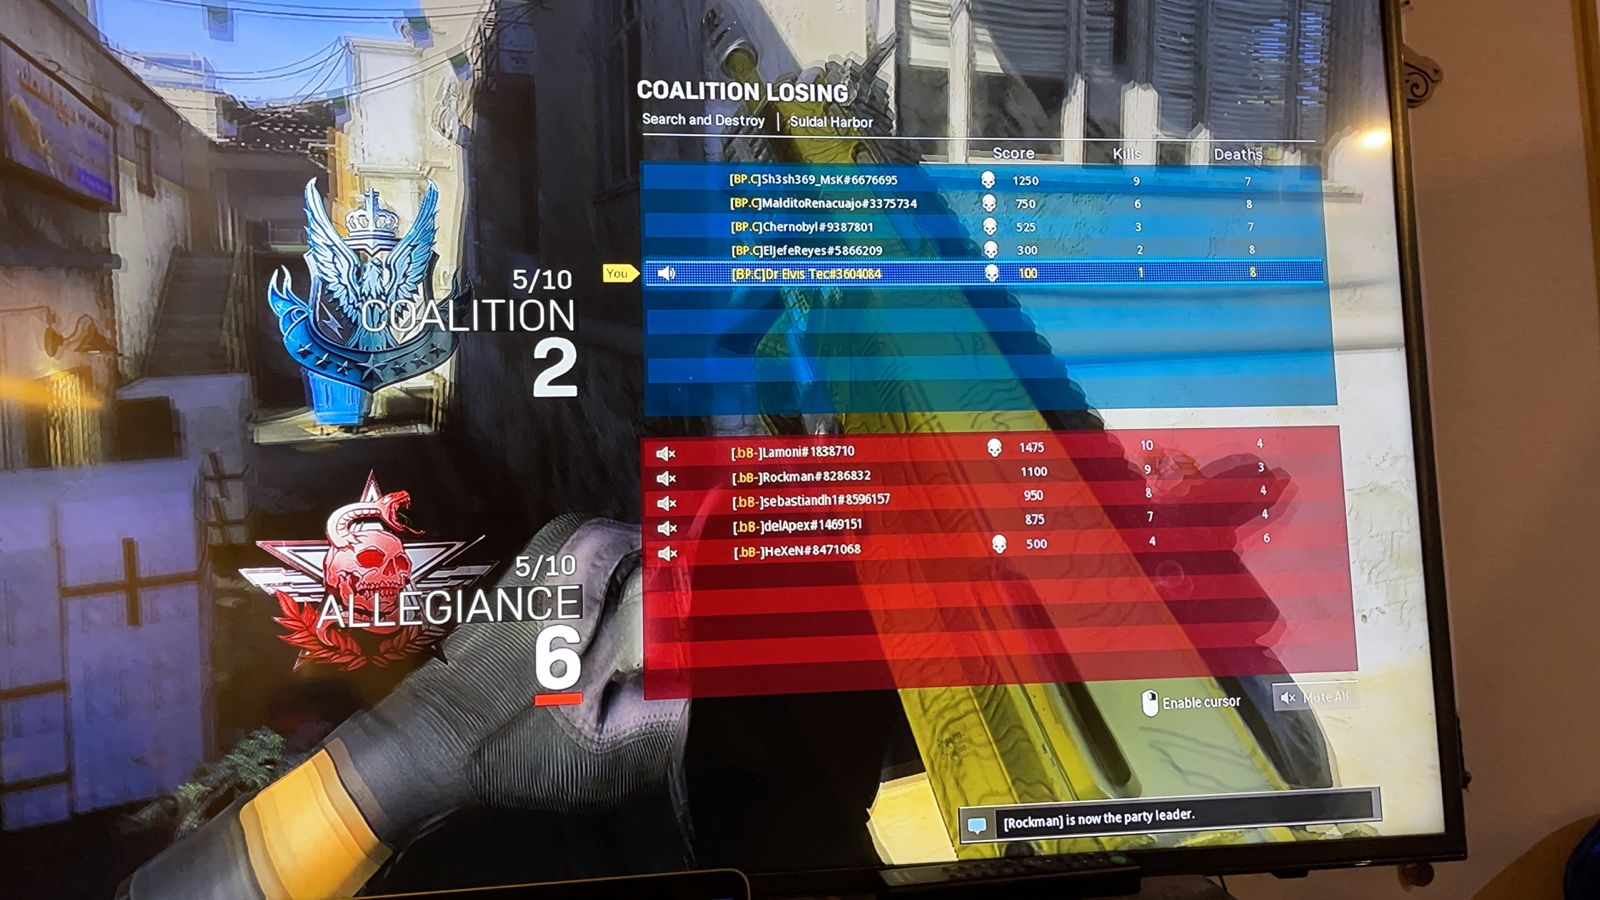 COALITION LOSING
Search and Destroy | Suldal Harbor
Score Kills Deaths
[BP.C]Sh3sh369_MsK#6676695 1250 9 7
[BP.C]MalditoRenacuajo#3375734 750 6 8
[BP.C]Chernobyl#9387801 525 3 7
[BP.C]ElJefeReyes#5866209 300 2 8
You [BP.C]Dr Elvis Tec#3604084 100 1 8
5/10
COALITION
2
[.bB-]Lamoni#1838710 1475 10 4
[.bB-]Rockman#8286832 1100 9 3
[.bB-]sebastiandh1#8596157 950 8 4
[.bB-]delApex#1469151 875 7 4
[.bB-]HeXeN#8471068 500 4 6
5/10
ALLEGIANCE
6
Enable cursor Mute All
[Rockman] is now the party leader.